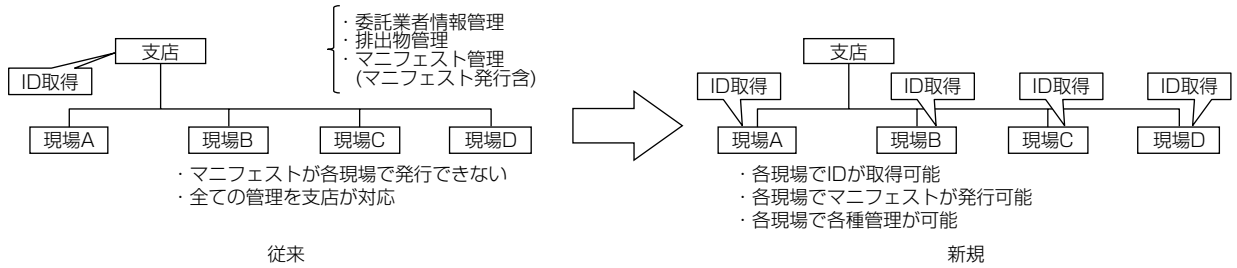 ・委託業者情報管理
・排出物管理
・マニフェスト管理
(マニフェスト発行含)
支店
ID取得
現場A
現場B
現場C
現場D
・マニフェストが各現場で発行できない
・全ての管理を支店が対応
従来
支店
ID取得
ID取得
ID取得
ID取得
現場A
現場B
現場C
現場D
・各現場でIDが取得可能
・各現場でマニフェストが発行可能
・各現場で各種管理が可能
新規